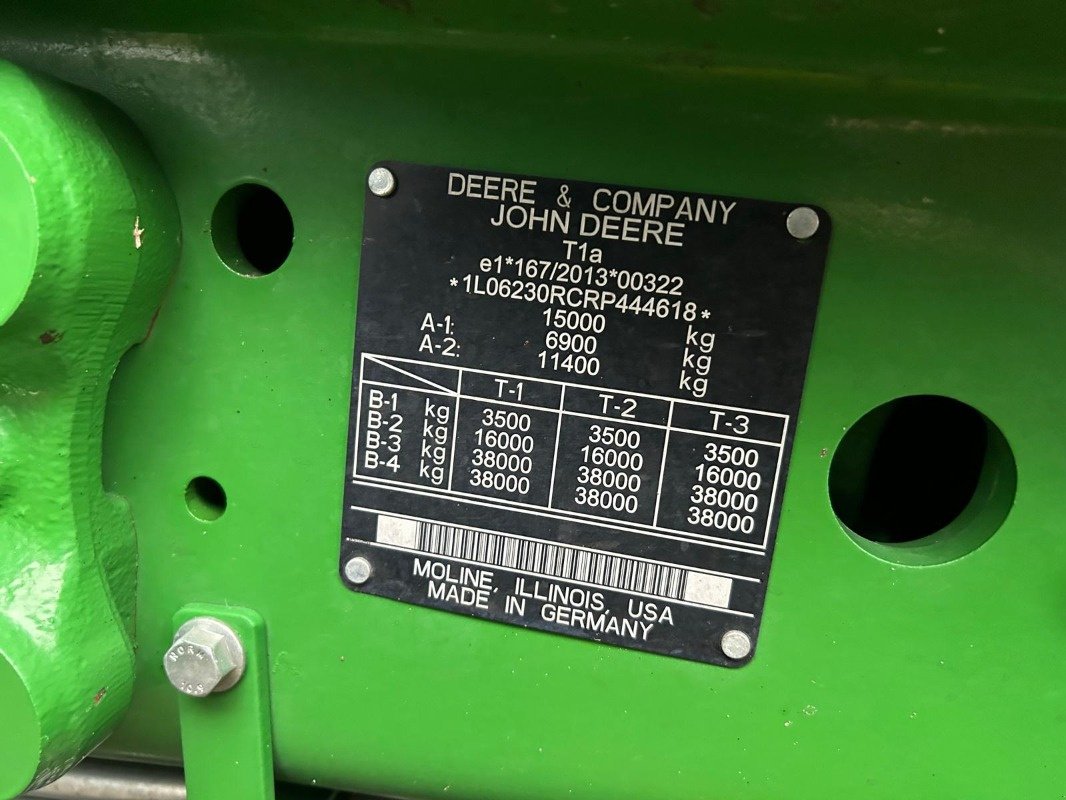 DEERE & COMPANY
JOHN DEERE
T1a
e1*167/2013*00322
*1L06230RCRP444618*
15000 kg
A-1: 6900 kg
A-2: 11400 kg
T-1 T-2 T-3
B-1 kg 3500 3500 3500
B-2 kg 16000 16000 16000
B-3 kg 38000 38000 38000
B-4 kg 38000 38000 38000
MOLINE, ILLINOIS, USA
MADE IN GERMANY